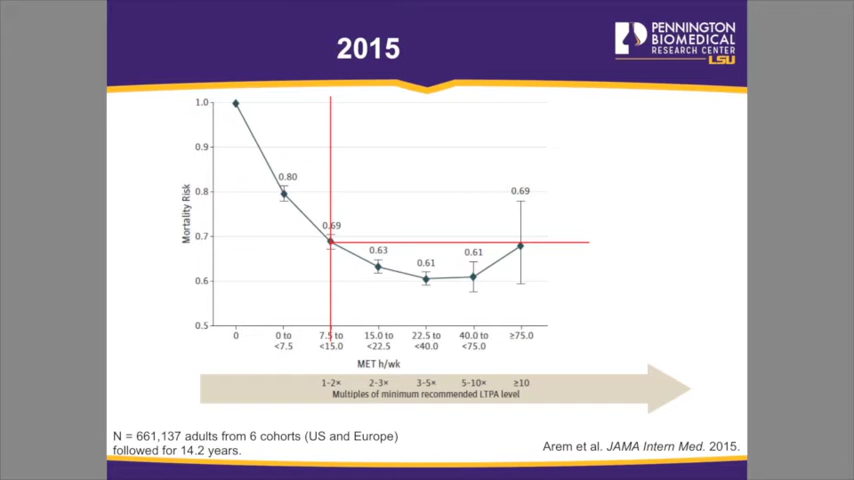 2015
PENNINGTON
BIOMEDICAL
RESEARCH CENTER
LSU
1.0
0.9
0.8
0.7
0.6
0.5
Mortality Risk
0.80
0.69
0.63
0.61
0.61
0.69
0
0 to
<7.5
7.5 to
<15.0
15.0 to
<22.5
22.5 to
<40.0
40.0 to
<75.0
≥75.0
MET h/wk
1-2× 2-3× 3-5× 5-10× ≥10
Multiples of minimum recommended LTPA level
N = 661,137 adults from 6 cohorts (US and Europe)
followed for 14.2 years.
Arem et al. JAMA Intern Med. 2015.